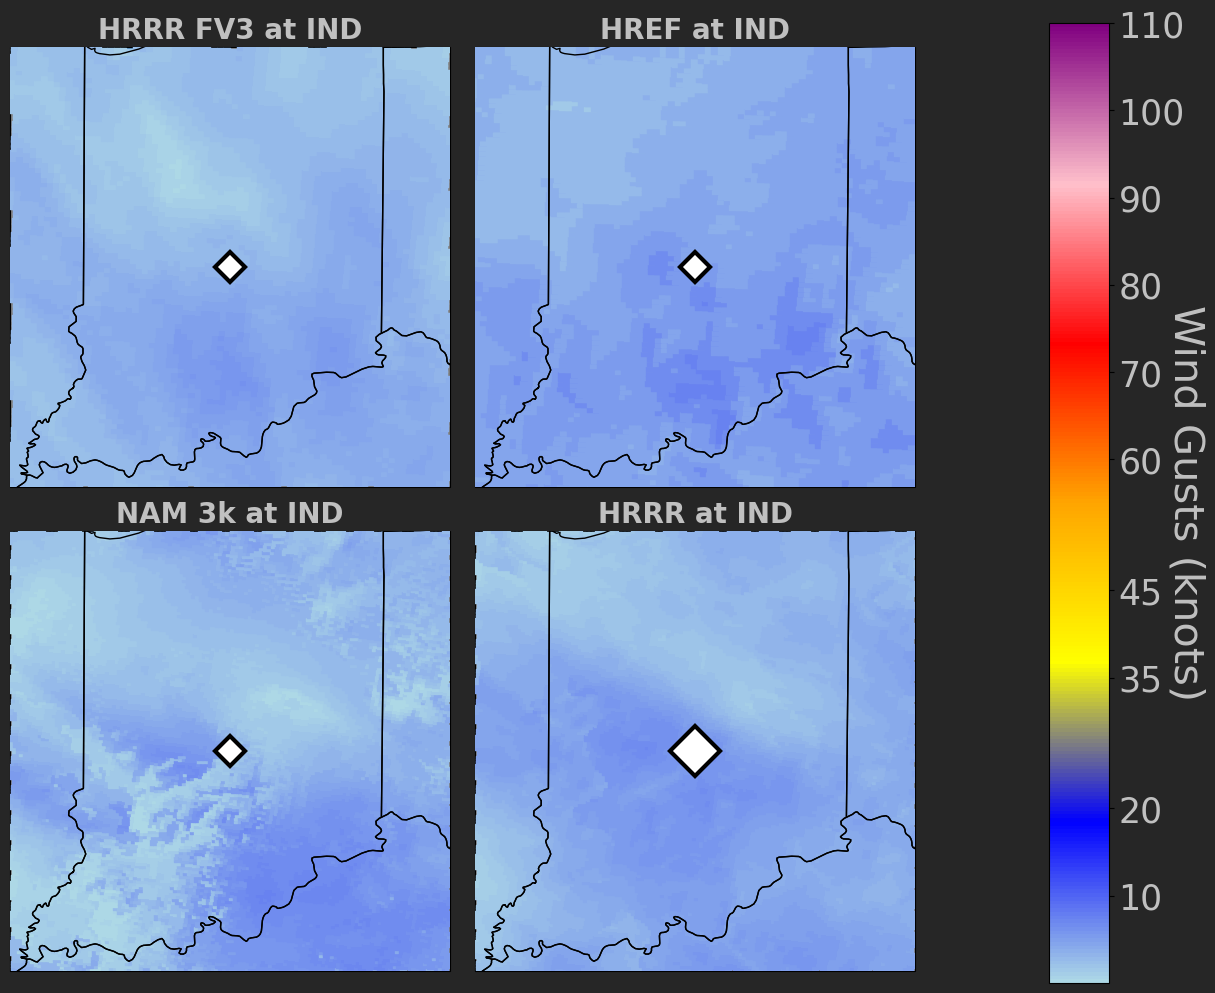 HRRR FV3 at IND
HREF at IND
NAM 3k at IND
HRRR at IND
110
100
90
80
70
60
45
35
20
10
Wind Gusts (knots)